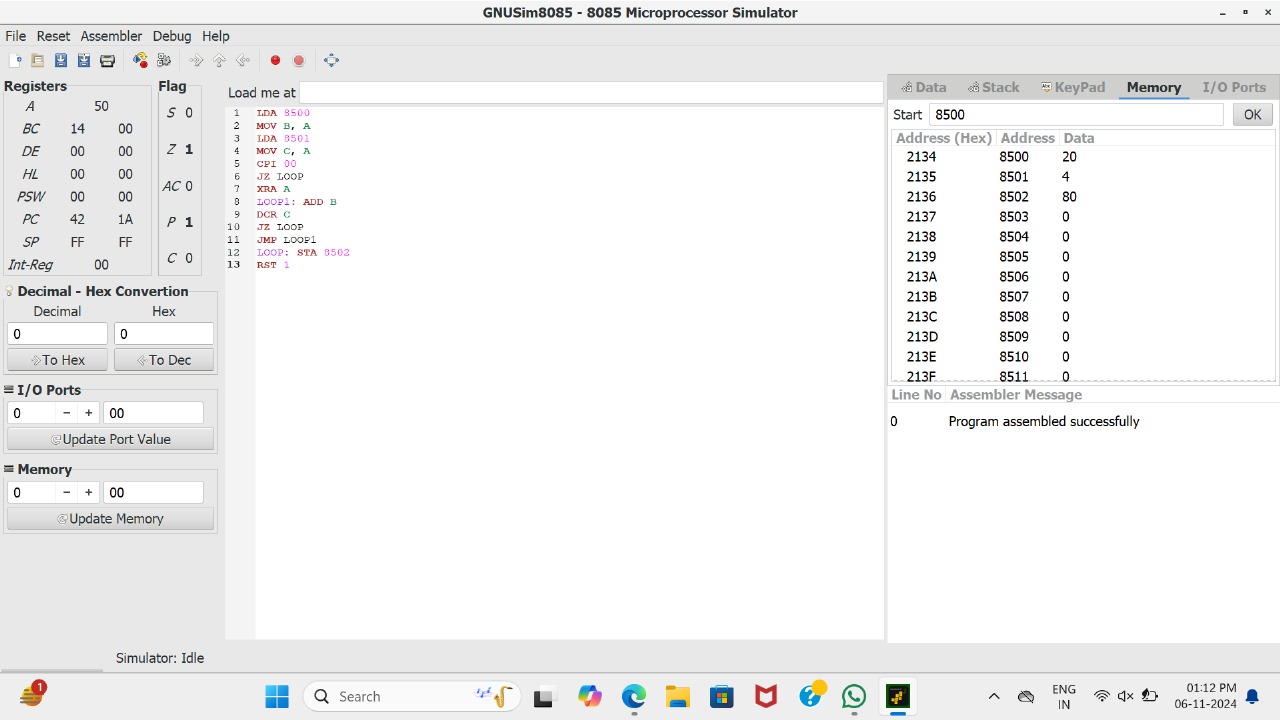 GNUSim8085 - 8085 Microprocessor Simulator
File Reset Assembler Debug Help
Registers
A 50
BC 14 00
DE 00 00
HL 00 00
PSW 00 00
PC 42 1A
SP FF FF
Int-Reg 00
Flag
S 0
Z 1
AC 0
P 1
C 0
Decimal - Hex Convertion
Decimal Hex
0 0
To Hex To Dec
I/O Ports
0 − + 00
Update Port Value
Memory
0 − + 00
Update Memory
Load me at
1 LDA 8500
2 MOV B, A
3 LDA 8501
4 MOV C, A
5 CPI 00
6 JZ LOOP
7 XRA A
8 LOOP1: ADD B
9 DCR C
10 JZ LOOP
11 JMP LOOP1
12 LOOP: STA 8502
13 RST 1
Data Stack KeyPad Memory I/O Ports
Start 8500 OK
Address (Hex) Address Data
2134 8500 20
2135 8501 4
2136 8502 80
2137 8503 0
2138 8504 0
2139 8505 0
213A 8506 0
213B 8507 0
213C 8508 0
213D 8509 0
213E 8510 0
213F 8511 0
Line No Assembler Message
0 Program assembled successfully
Simulator: Idle
1
Search
ENG
IN
01:12 PM
06-11-2024